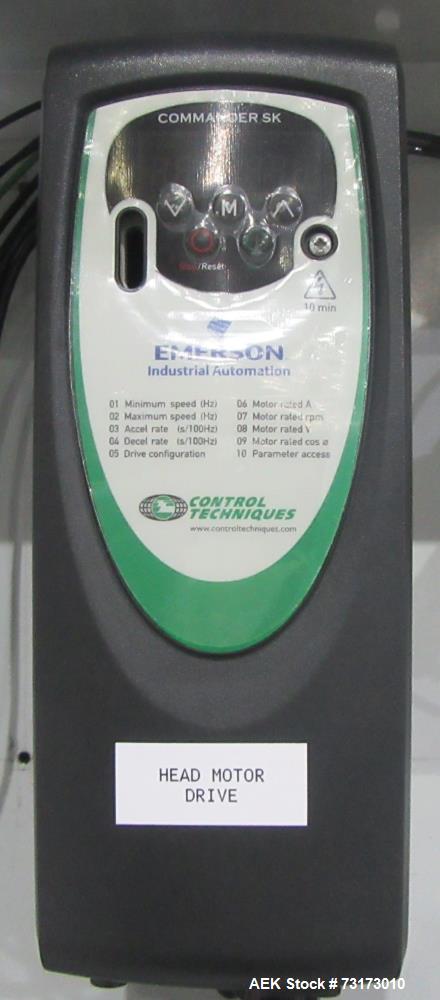 COMMANDER SK
M
Stop/Reset
10 min
EMERSON
Industrial Automation
01 Minimum speed (Hz) 06 Motor rated A
02 Maximum speed (Hz) 07 Motor rated rpm
03 Accel rate (s/100Hz) 08 Motor rated V
04 Decel rate (s/100Hz) 09 Motor rated cos ø
05 Drive configuration 10 Parameter access
CONTROL
TECHNIQUES
www.controltechniques.com
HEAD MOTOR
DRIVE
AEK Stock #73173010